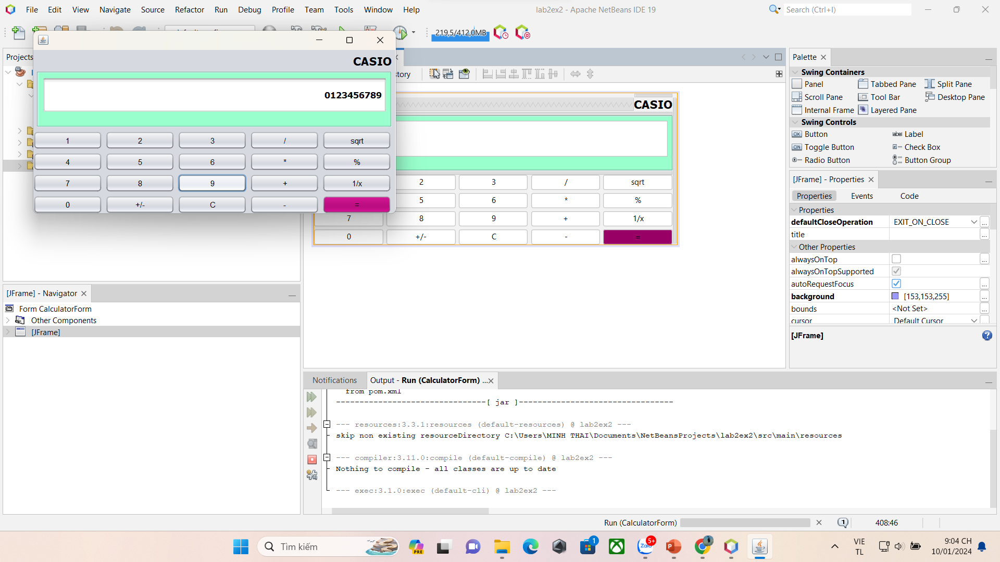 File Edit View Navigate Source Refactor Run Debug Profile Team Tools Window Help
lab2ex2 - Apache NetBeans IDE 19
Search (Ctrl+I)
219,5/412,0MB
Projects
CASIO
0123456789
1 2 3 / sqrt
4 5 6 * %
7 8 9 + 1/x
0 +/- C - =
CASIO
2 3 / sqrt
5 6 * %
7 8 9 + 1/x
0 +/- C - =
Palette
Swing Containers
Panel Tabbed Pane Split Pane
Scroll Pane Tool Bar Desktop Pane
Internal Frame Layered Pane
Swing Controls
Button Label
Toggle Button Check Box
Radio Button Button Group
[JFrame] - Properties
Properties Events Code
Properties
defaultCloseOperation EXIT_ON_CLOSE ...
title ...
Other Properties
alwaysOnTop ...
alwaysOnTopSupported
autoRequestFocus ...
background [153,153,255] ...
bounds <Not Set> ...
cursor Default Cursor
[JFrame]
[JFrame] - Navigator
Form CalculatorForm
Other Components
[JFrame]
Notifications
Output - Run (CalculatorForm) ...
from pom.xml
--------------------------------[ jar ]---------------------------------
--- resources:3.3.1:resources (default-resources) @ lab2ex2 ---
skip non existing resourceDirectory C:\Users\MINH THAI\Documents\NetBeansProjects\lab2ex2\src\main\resources
--- compiler:3.11.0:compile (default-compile) @ lab2ex2 ---
Nothing to compile - all classes are up to date
--- exec:3.1.0:exec (default-cli) @ lab2ex2 ---
Run (CalculatorForm)
1
408:46
Tìm kiếm
PRE
1
Zalo
5+
VIE
TL
9:04 CH
10/01/2024